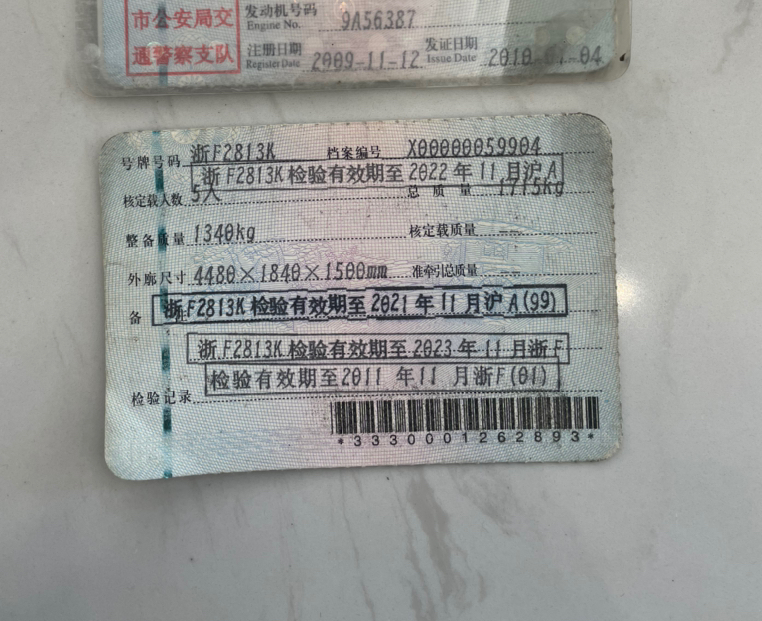 市公安局交
通警察支队
发动机号码 9A56387
Engine No.
注册日期 2009-11-12 发证日期 2010-01-04
Register Date Issue Date
号牌号码 浙F2813K 档案编号 X00000059904
浙F2813K检验有效期至2022年11月沪A
核定载人数 5人 总质量 1715kg
整备质量 1340kg 核定载质量 --
外廓尺寸 4480×1840×1500mm 准牵引总质量 --
备
浙F2813K检验有效期至2021年11月沪A(99)
浙F2813K检验有效期至2023年11月浙F
检验有效期至2011年11月浙F(01)
检验记录
*3330001262893*